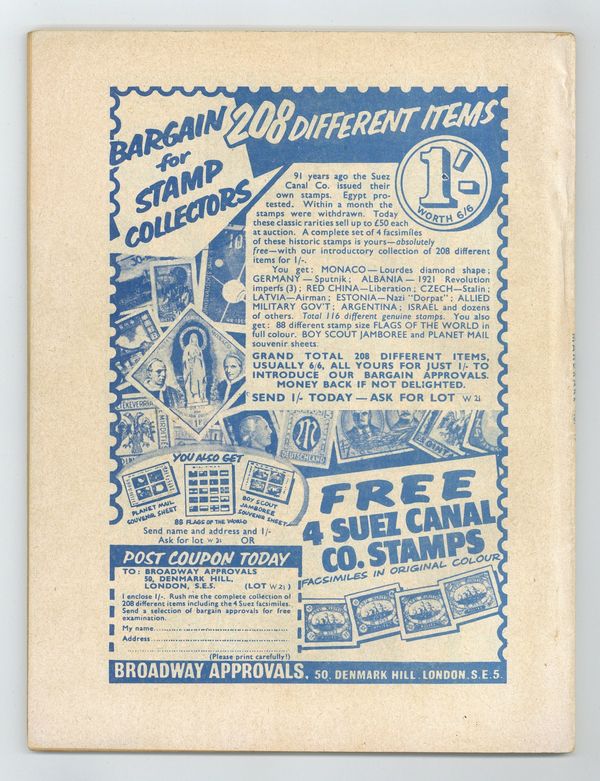 BARGAIN
for
STAMP
COLLECTORS
208 DIFFERENT ITEMS
1/-
WORTH 6/6
91 years ago the Suez
Canal Co. issued their
own stamps. Egypt pro-
tested. Within a month the
stamps were withdrawn. Today
these classic rarities sell up to £50 each
at auction. A complete set of 4 facsimiles
of these historic stamps is yours—absolutely
free—with our introductory collection of 208 different
items for 1/-.
You get: MONACO—Lourdes diamond shape;
GERMANY—Sputnik; ALBANIA—1921 Revolution
imperfs (3); RED CHINA—Liberation; CZECH—Stalin;
LATVIA—Airman; ESTONIA—Nazi "Dorpat"; ALLIED
MILITARY GOV'T; ARGENTINA; ISRAEL and dozens
of others. Total 116 different genuine stamps. You also
get: 88 different stamp size FLAGS OF THE WORLD in
full colour. BOY SCOUT JAMBOREE and PLANET MAIL
souvenir sheets.
GRAND TOTAL 208 DIFFERENT ITEMS,
USUALLY 6/6, ALL YOURS FOR JUST 1/- TO
INTRODUCE OUR BARGAIN APPROVALS.
MONEY BACK IF NOT DELIGHTED.
SEND 1/- TODAY—ASK FOR LOT W 21
DEUTSCHLAND
YOU ALSO GET
PLANET MAIL
SOUVENIR SHEET
88 FLAGS OF THE WORLD
BOY SCOUT
JAMBOREE
SOUVENIR SHEET
Send name and address and 1/-
Ask for lot W 21 OR
FREE
4 SUEZ CANAL
CO. STAMPS
FACSIMILES IN ORIGINAL COLOUR
POST COUPON TODAY
TO: BROADWAY APPROVALS
50, DENMARK HILL,
LONDON, S.E.5. (LOT W 21)
I enclose 1/-. Rush me the complete collection of
208 different items including the 4 Suez facsimiles.
Send a selection of bargain approvals for free
examination.
My name
Address
(Please print carefully!)
BROADWAY APPROVALS, 50, DENMARK HILL, LONDON, S.E.5.